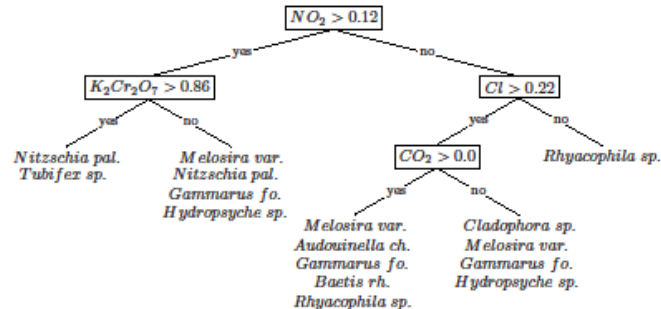 NO₂ > 0.12
yes
no
K₂Cr₂O₇ > 0.86
Cl > 0.22
yes
no
yes
no
Nitzschia pal.
Tubifex sp.
Melosira var.
Nitzschia pal.
Gammarus fo.
Hydropsyche sp.
CO₂ > 0.0
Rhyacophila sp.
yes
no
Melosira var.
Audouinella ch.
Gammarus fo.
Baetis rh.
Rhyacophila sp.
Cladophora sp.
Melosira var.
Gammarus fo.
Hydropsyche sp.